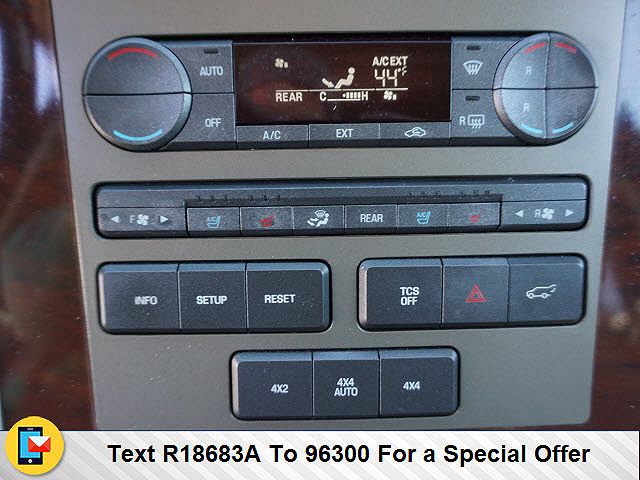 AUTO
OFF
A/C EXT
44°F
REAR C H
R
R
R
A/C
EXT
F
A/C
REAR
A/C
R
INFO
SETUP
RESET
TCS
OFF
4X2
4X4
AUTO
4X4
Text R18683A To 96300 For a Special Offer